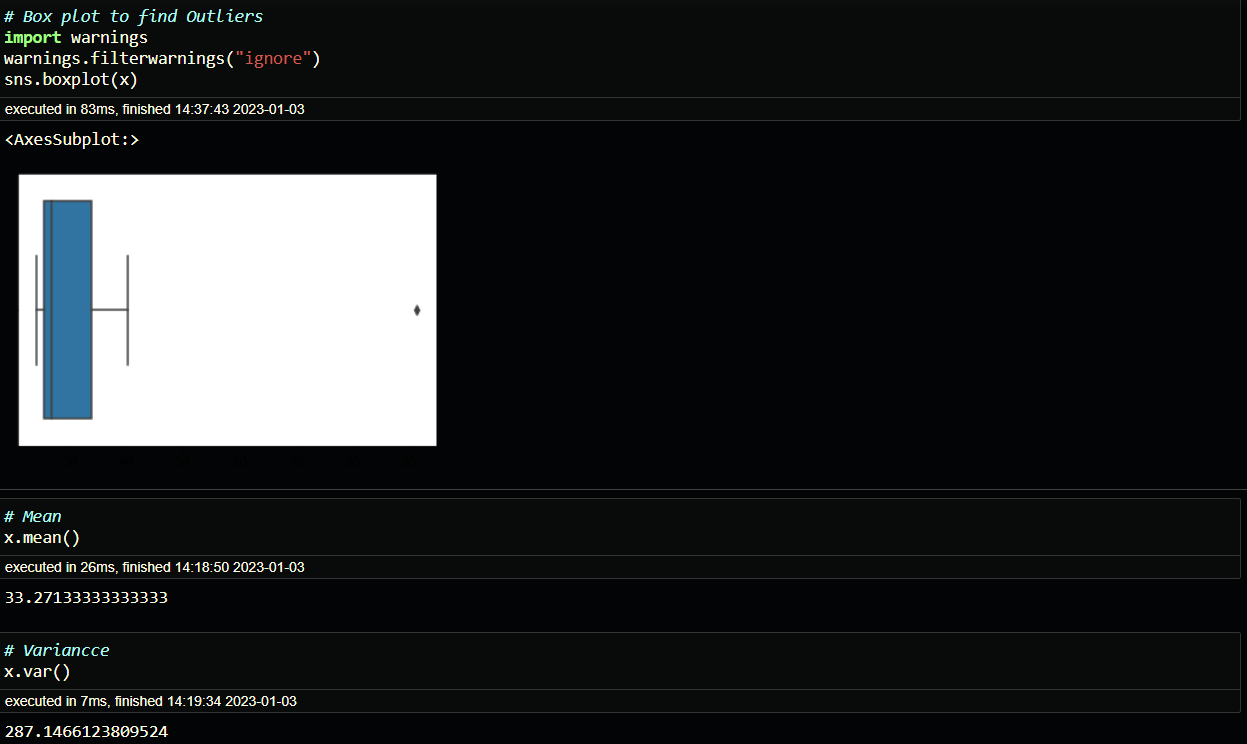 # Box plot to find Outliers
import warnings
warnings.filterwarnings("ignore")
sns.boxplot(x)
executed in 83ms, finished 14:37:43 2023-01-03
<AxesSubplot:>
# Mean
x.mean()
executed in 26ms, finished 14:18:50 2023-01-03
33.27133333333333
# Variancce
x.var()
executed in 7ms, finished 14:19:34 2023-01-03
287.1466123809524